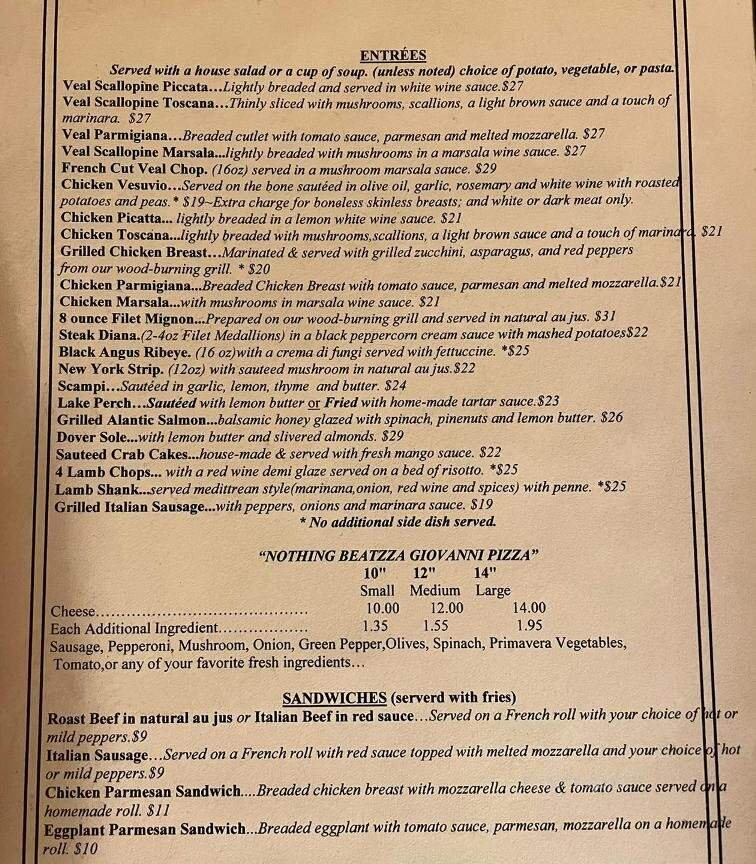 ENTRÉES
Served with a house salad or a cup of soup. (unless noted) choice of potato, vegetable, or pasta.
Veal Scallopine Piccata...Lightly breaded and served in white wine sauce.$27
Veal Scallopine Toscana...Thinly sliced with mushrooms, scallions, a light brown sauce and a touch of
marinara. $27
Veal Parmigiana...Breaded cutlet with tomato sauce, parmesan and melted mozzarella. $27
Veal Scallopine Marsala...lightly breaded with mushrooms in a marsala wine sauce. $27
French Cut Veal Chop. (16oz) served in a mushroom marsala sauce. $29
Chicken Vesuvio...Served on the bone sautéed in olive oil, garlic, rosemary and white wine with roasted
potatoes and peas.* $19~Extra charge for boneless skinless breasts; and white or dark meat only.
Chicken Picatta... lightly breaded in a lemon white wine sauce. $21
Chicken Toscana...lightly breaded with mushrooms,scallions, a light brown sauce and a touch of marinara. $21
Grilled Chicken Breast...Marinated & served with grilled zucchini, asparagus, and red peppers
from our wood-burning grill. * $20
Chicken Parmigiana...Breaded Chicken Breast with tomato sauce, parmesan and melted mozzarella.$21
Chicken Marsala...with mushrooms in marsala wine sauce. $21
8 ounce Filet Mignon...Prepared on our wood-burning grill and served in natural au jus. $31
Steak Diana.(2-4oz Filet Medallions) in a black peppercorn cream sauce with mashed potatoes$22
Black Angus Ribeye. (16 oz)with a crema di fungi served with fettuccine. *$25
New York Strip. (12oz) with sauteed mushroom in natural au jus.$22
Scampi...Sautéed in garlic, lemon, thyme and butter. $24
Lake Perch...Sautéed with lemon butter or Fried with home-made tartar sauce.$23
Grilled Alantic Salmon...balsamic honey glazed with spinach, pinenuts and lemon butter. $26
Dover Sole...with lemon butter and slivered almonds. $29
Sauteed Crab Cakes...house-made & served with fresh mango sauce. $22
4 Lamb Chops... with a red wine demi glaze served on a bed of risotto. *$25
Lamb Shank...served medittrean style(marinana,onion, red wine and spices) with penne. *$25
Grilled Italian Sausage...with peppers, onions and marinara sauce. $19
* No additional side dish served.
"NOTHING BEATZZA GIOVANNI PIZZA"
10" 12" 14"
Small Medium Large
Cheese........................................ 10.00 12.00 14.00
Each Additional Ingredient................. 1.35 1.55 1.95
Sausage, Pepperoni, Mushroom, Onion, Green Pepper,Olives, Spinach, Primavera Vegetables,
Tomato,or any of your favorite fresh ingredients...
SANDWICHES (serverd with fries)
Roast Beef in natural au jus or Italian Beef in red sauce...Served on a French roll with your choice of hot or
mild peppers.$9
Italian Sausage...Served on a French roll with red sauce topped with melted mozzarella and your choice of hot
or mild peppers.$9
Chicken Parmesan Sandwich....Breaded chicken breast with mozzarella cheese & tomato sauce served on a
homemade roll. $11
Eggplant Parmesan Sandwich...Breaded eggplant with tomato sauce, parmesan, mozzarella on a homemade
roll. $10